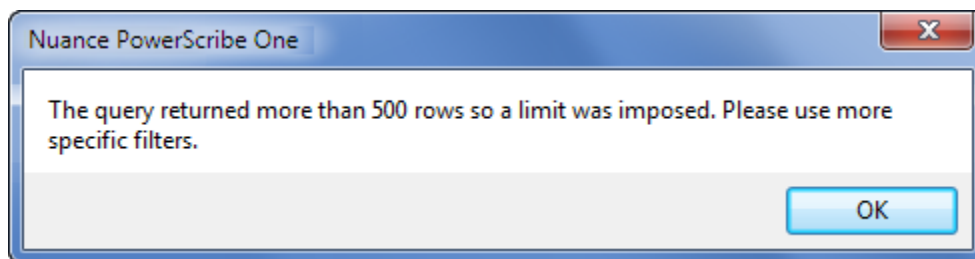 Nuance PowerScribe One
The query returned more than 500 rows so a limit was imposed. Please use more
specific filters.
OK